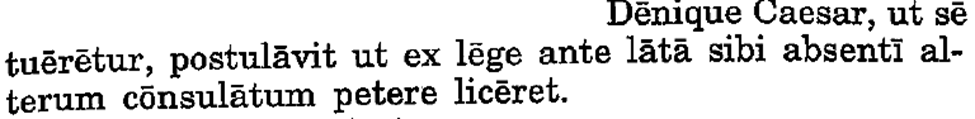 Dēnique Caesar, ut sē
tuērētur, postulāvit ut ex lēge ante lātā sibi absentī al-
terum cōnsulātum petere licēret.